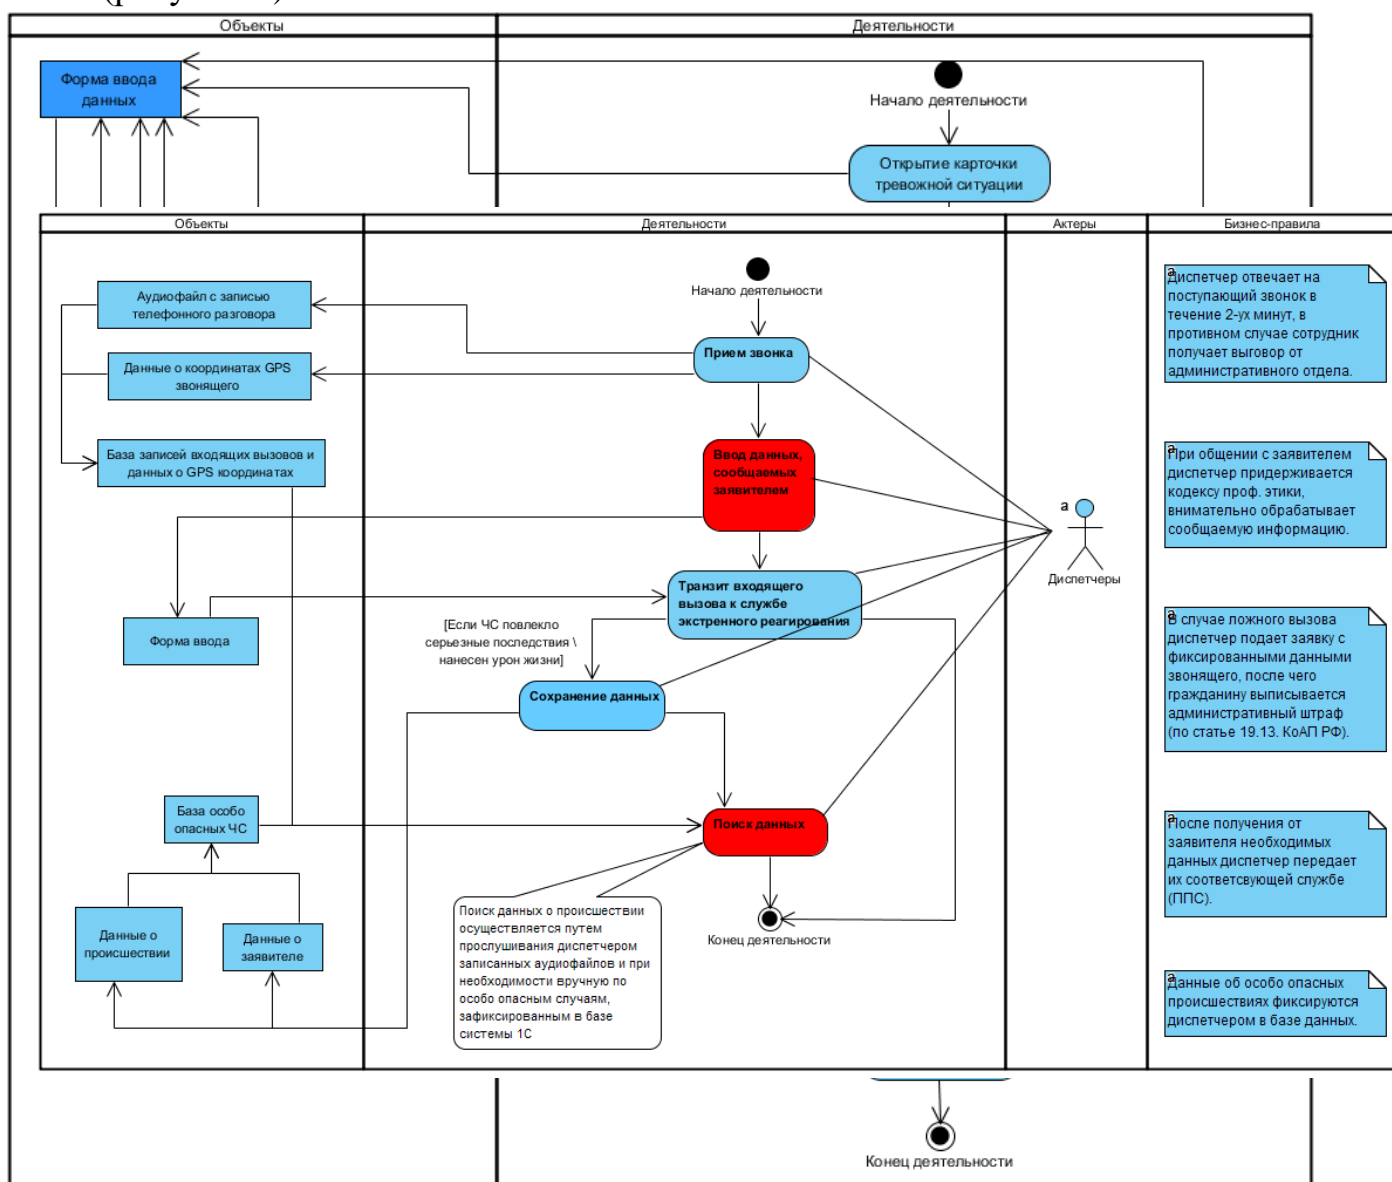 Объекты
Деятельности
Форма ввода
данных
Начало деятельности
Открытие карточки
тревожной ситуации
Объекты
Деятельности
Актеры
Бизнес-правила
Начало деятельности
Аудиофайл с записью
телефонного разговора
Данные о координатах GPS
звонящего
База записей входящих вызовов и
данных о GPS координатах
Форма ввода
База особо
опасных ЧС
Данные о
происшествии
Данные о
заявителе
Прием звонка
Ввод данных,
сообщаемых
заявителем
Транзит входящего
вызова к службе
экстренного реагирования
[Если ЧС повлекло
серьезные последствия \
нанесен урон жизни]
Сохранение данных
Поиск данных
Поиск данных о происшествии
осуществляется путем
прослушивания диспетчером
записанных аудиофайлов и при
необходимости вручную по
особо опасным случаям,
зафиксированным в базе
системы 1С
Конец деятельности
a
Диспетчеры
a
Диспетчер отвечает на
поступающий звонок в
течение 2-ух минут, в
противном случае сотрудник
получает выговор от
административного отдела.
a
При общении с заявителем
диспетчер придерживается
кодексу проф. этики,
внимательно обрабатывает
сообщаемую информацию.
a
В случае ложного вызова
диспетчер подает заявку с
фиксированными данными
звонящего, после чего
гражданину выписывается
административный штраф
(по статье 19.13. КоАП РФ).
a
После получения от
заявителя необходимых
данных диспетчер передает
их соответсвующей службе
(ППС).
a
Данные об особо опасных
происшествиях фиксируются
диспетчером в базе данных.
Конец деятельности